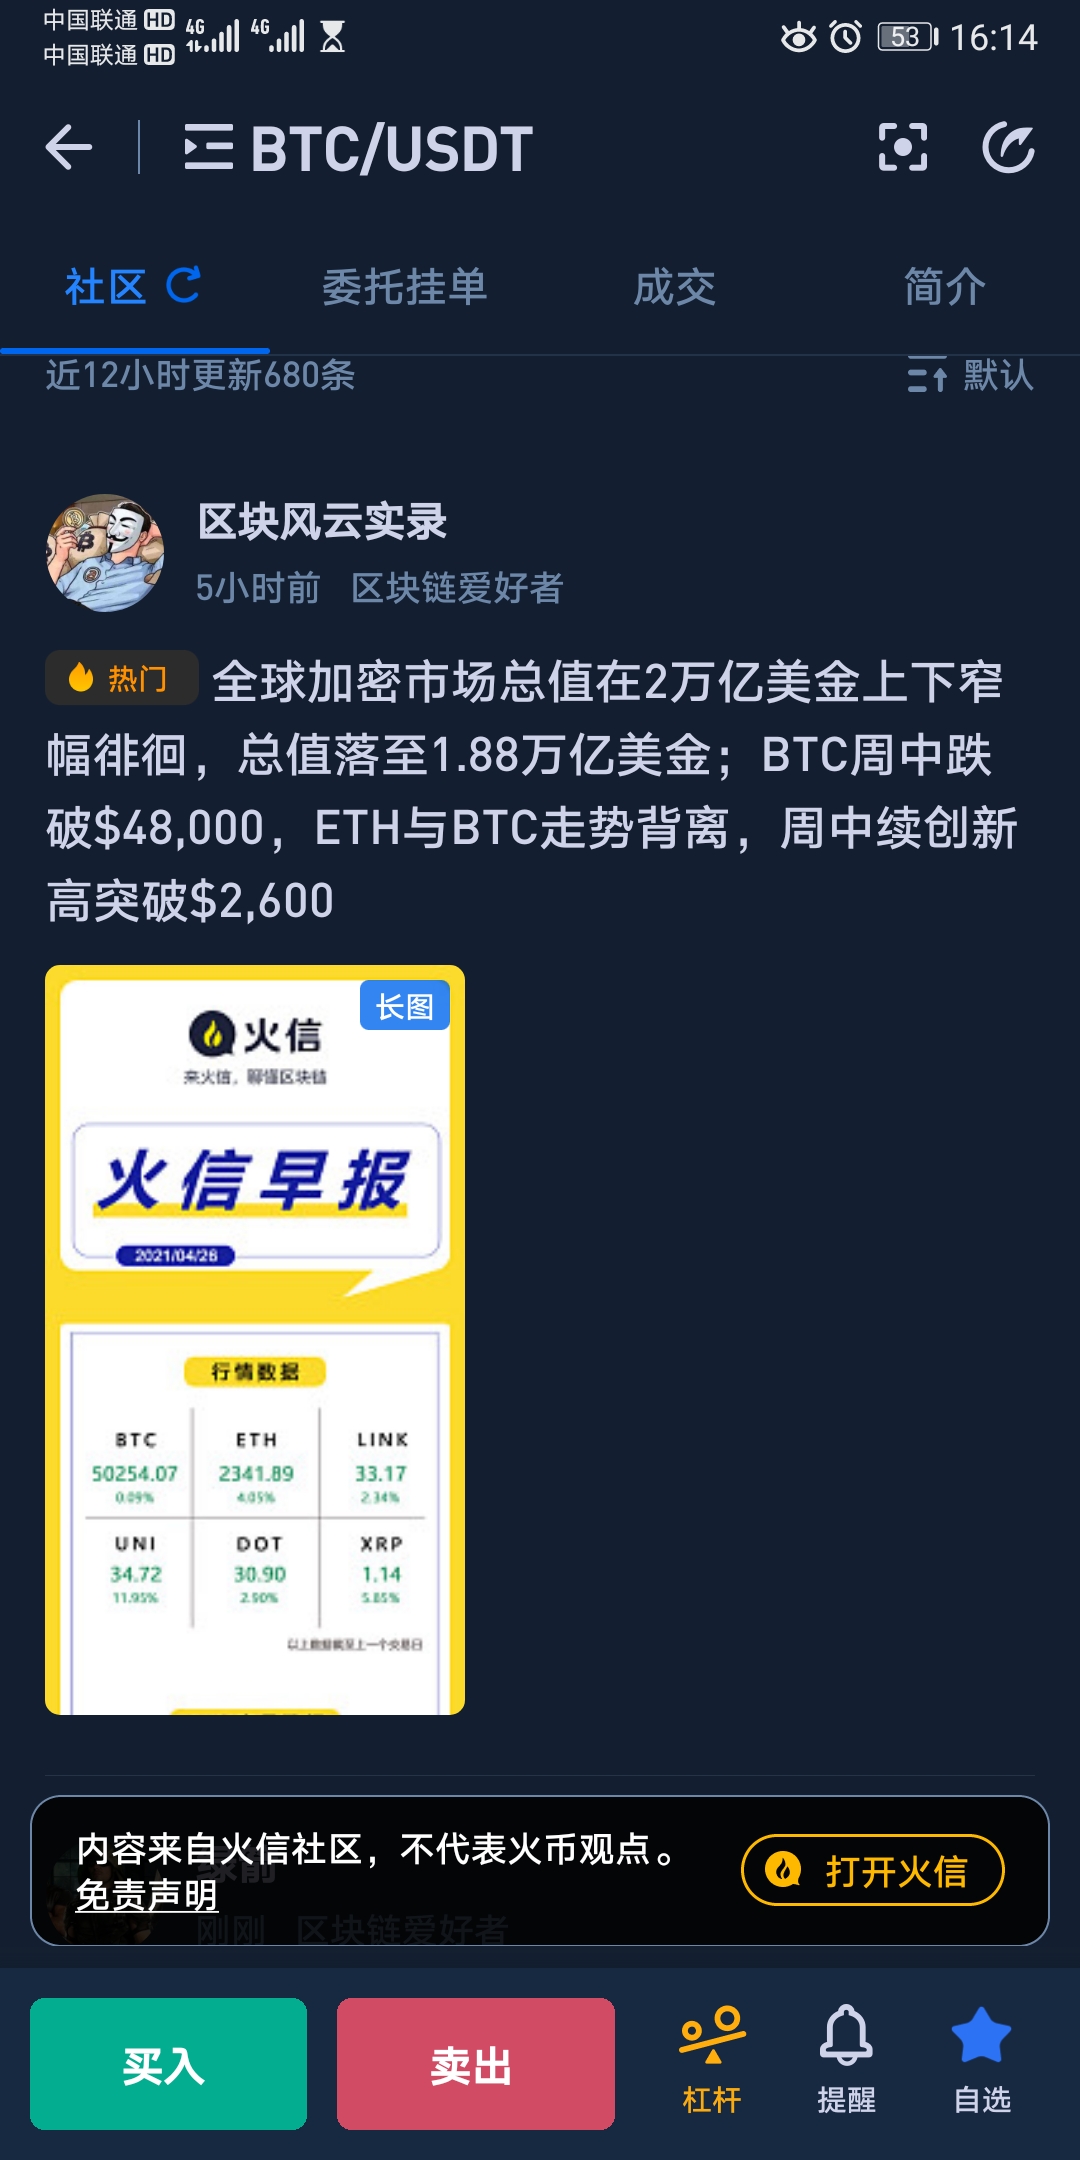 中国联通 HD 4G 4G
中国联通 HD
53 16:14
BTC/USDT
社区 委托挂单 成交 简介
近12小时更新680条 默认
区块风云实录
5小时前 区块链爱好者
热门 全球加密市场总值在2万亿美金上下窄
幅徘徊，总值落至1.88万亿美金；BTC周中跌
破$48,000，ETH与BTC走势背离，周中续创新
高突破$2,600
长图
火信
来火信，聊懂区块链
火信早报
2021/04/26
行情数据
BTC ETH LINK
50254.07 2341.89 33.17
0.09% 4.05% 2.34%
UNI DOT XRP
34.72 30.90 1.14
11.95% 2.90% 5.85%
以上数据截至上一个交易日
内容来自火信社区，不代表火币观点。
免责声明
打开火信
刚刚 区块链爱好者
买入 卖出 杠杆 提醒 自选